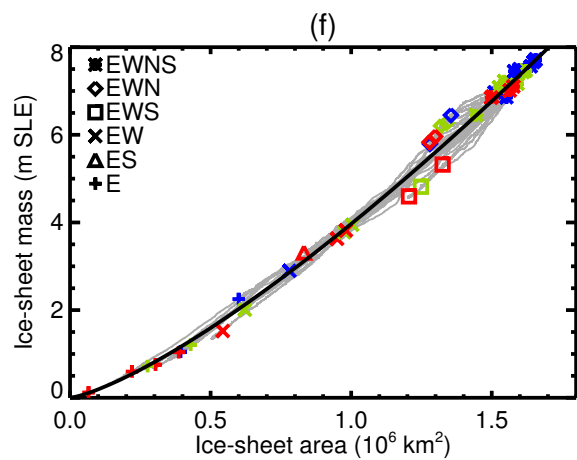 (f)
8
6
4
2
0
Ice-sheet mass (m SLE)
EWNS
EWN
EWS
EW
ES
E
0.0 0.5 1.0 1.5
Ice-sheet area (10⁶ km²)